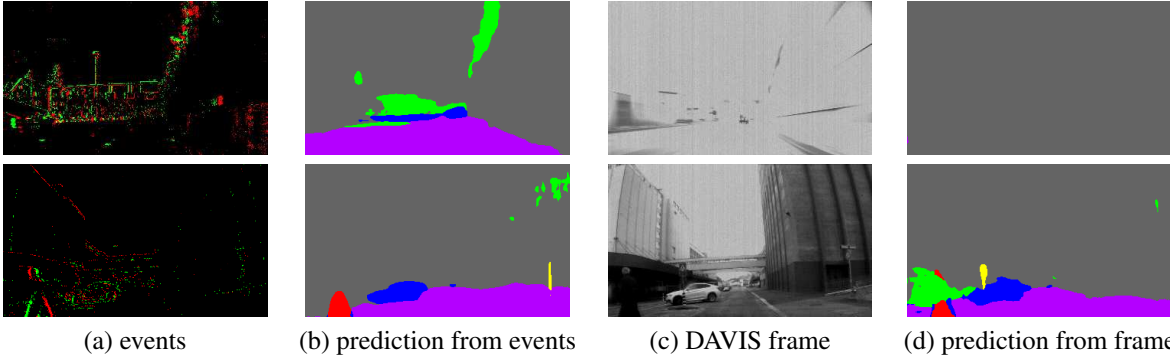 (a) events
(b) prediction from events
(c) DAVIS frame
(d) prediction from frame